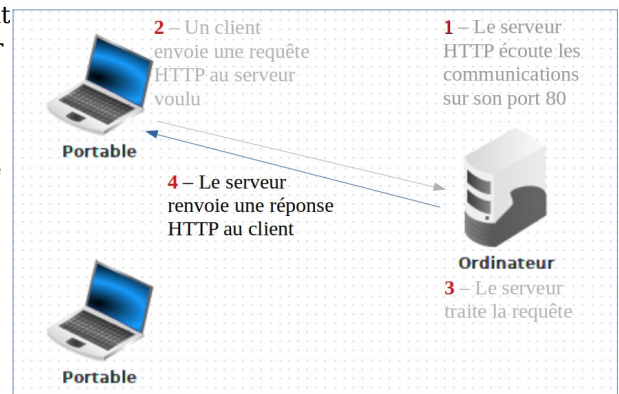 2 – Un client
envoie une requête
HTTP au serveur
voulu
1 – Le serveur
HTTP écoute les
communications
sur son port 80
Portable
4 – Le serveur
renvoie une réponse
HTTP au client
Ordinateur
3 – Le serveur
traite la requête
Portable